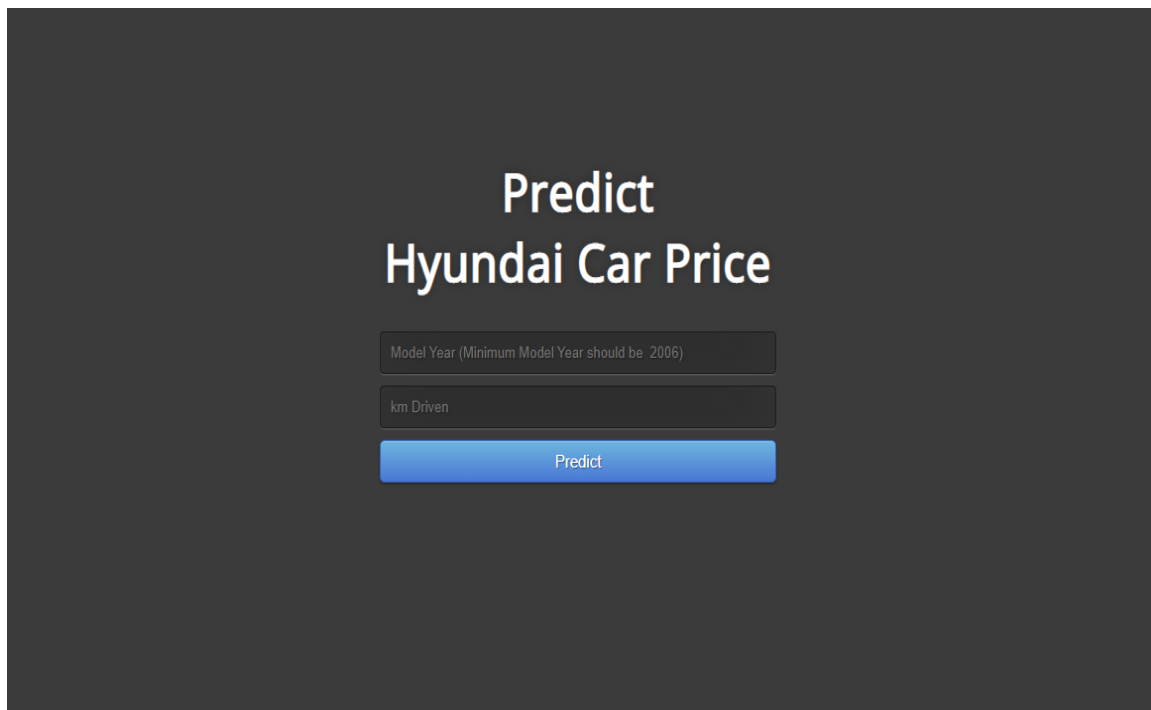 Predict
Hyundai Car Price
Model Year (Minimum Model Year should be  2006)
km Driven
Predict